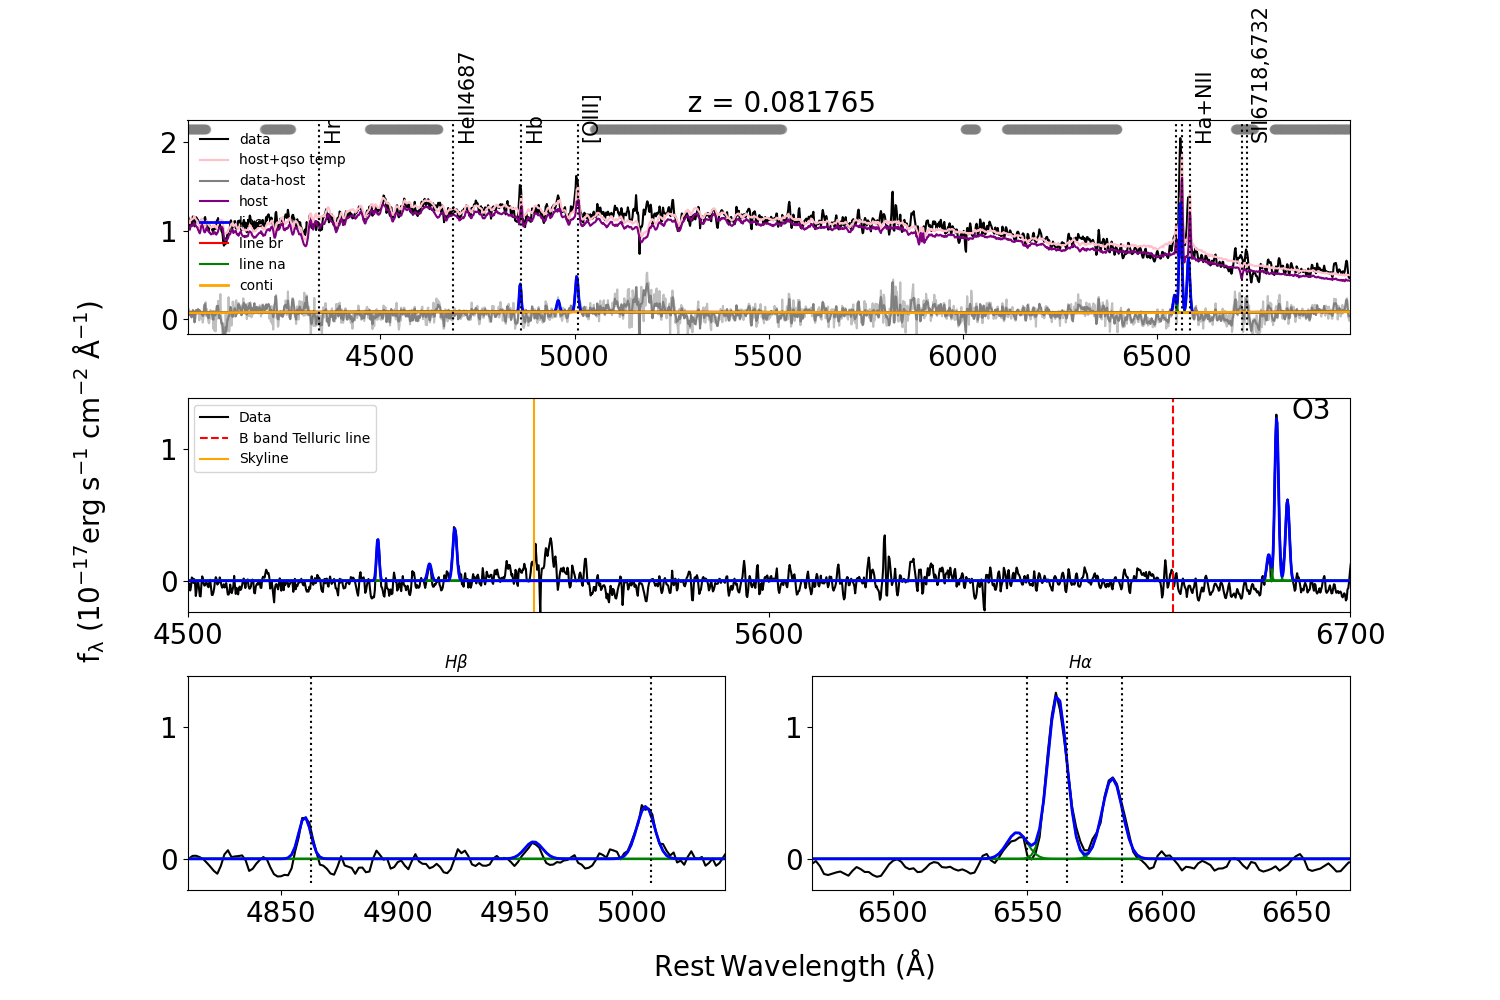 z = 0.081765
Hr
HeII4687
Hb
[OIII]
Ha+NII
SII6718,6732
data
host+qso temp
data-host
host
line br
line na
conti
2
1
0
4500 5000 5500 6000 6500
Data
B band Telluric line
Skyline
O3
1
0
4500 5600 6700
fλ (10−17erg s−1 cm−2 Å−1)
Hβ
1
0
4850 4900 4950 5000
Hα
1
0
6500 6550 6600 6650
Rest Wavelength (Å)